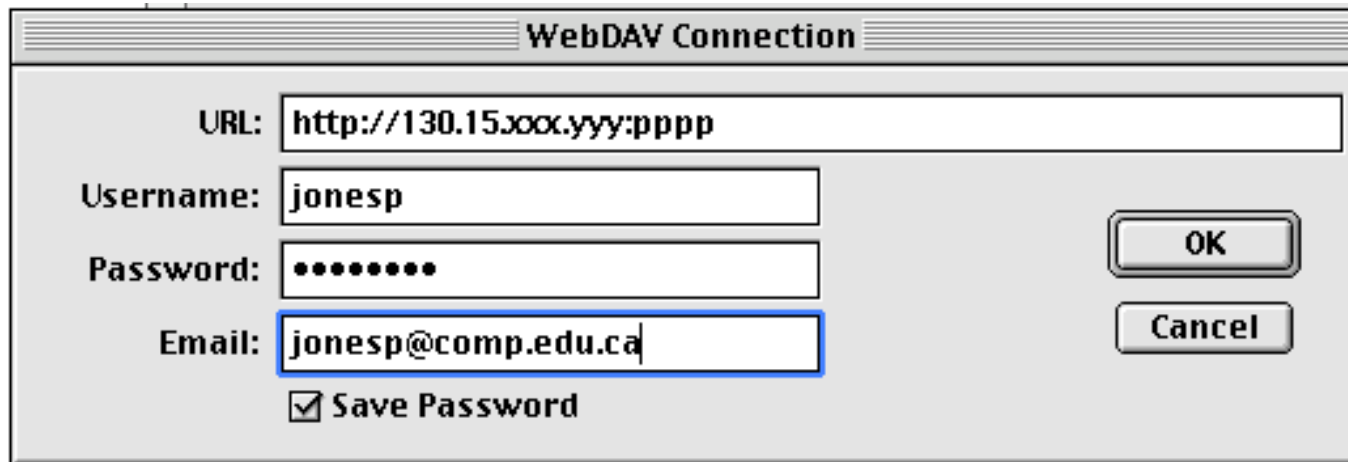 WebDAV Connection
URL: http://130.15.xxx.yyy:pppp
Username: jonesp
OK
Password: ••••••••
Email: jonesp@comp.edu.ca
Cancel
Save Password